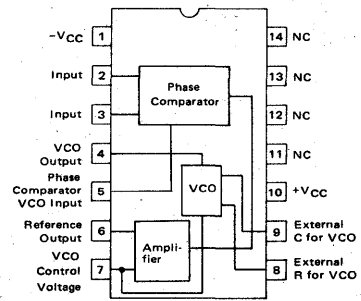 -VCC 1
14 NC
Input 2
13 NC
Phase
Comparator
Input 3
12 NC
VCO
Output 4
11 NC
Phase
Comparator
VCO Input 5
VCO
10 +VCC
Reference
Output 6
9 External
C for VCO
Ampli-
fier
VCO
Control
Voltage 7
8 External
R for VCO